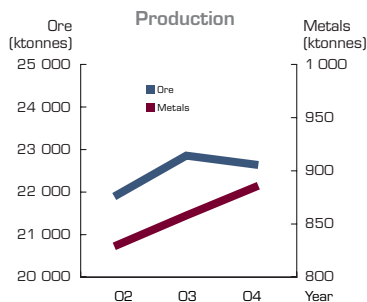 Production
Ore
(ktonnes)
Metals
(ktonnes)
25 000
24 000
23 000
22 000
21 000
20 000
Ore
Metals
1 000
950
900
850
800
02
03
04
Year